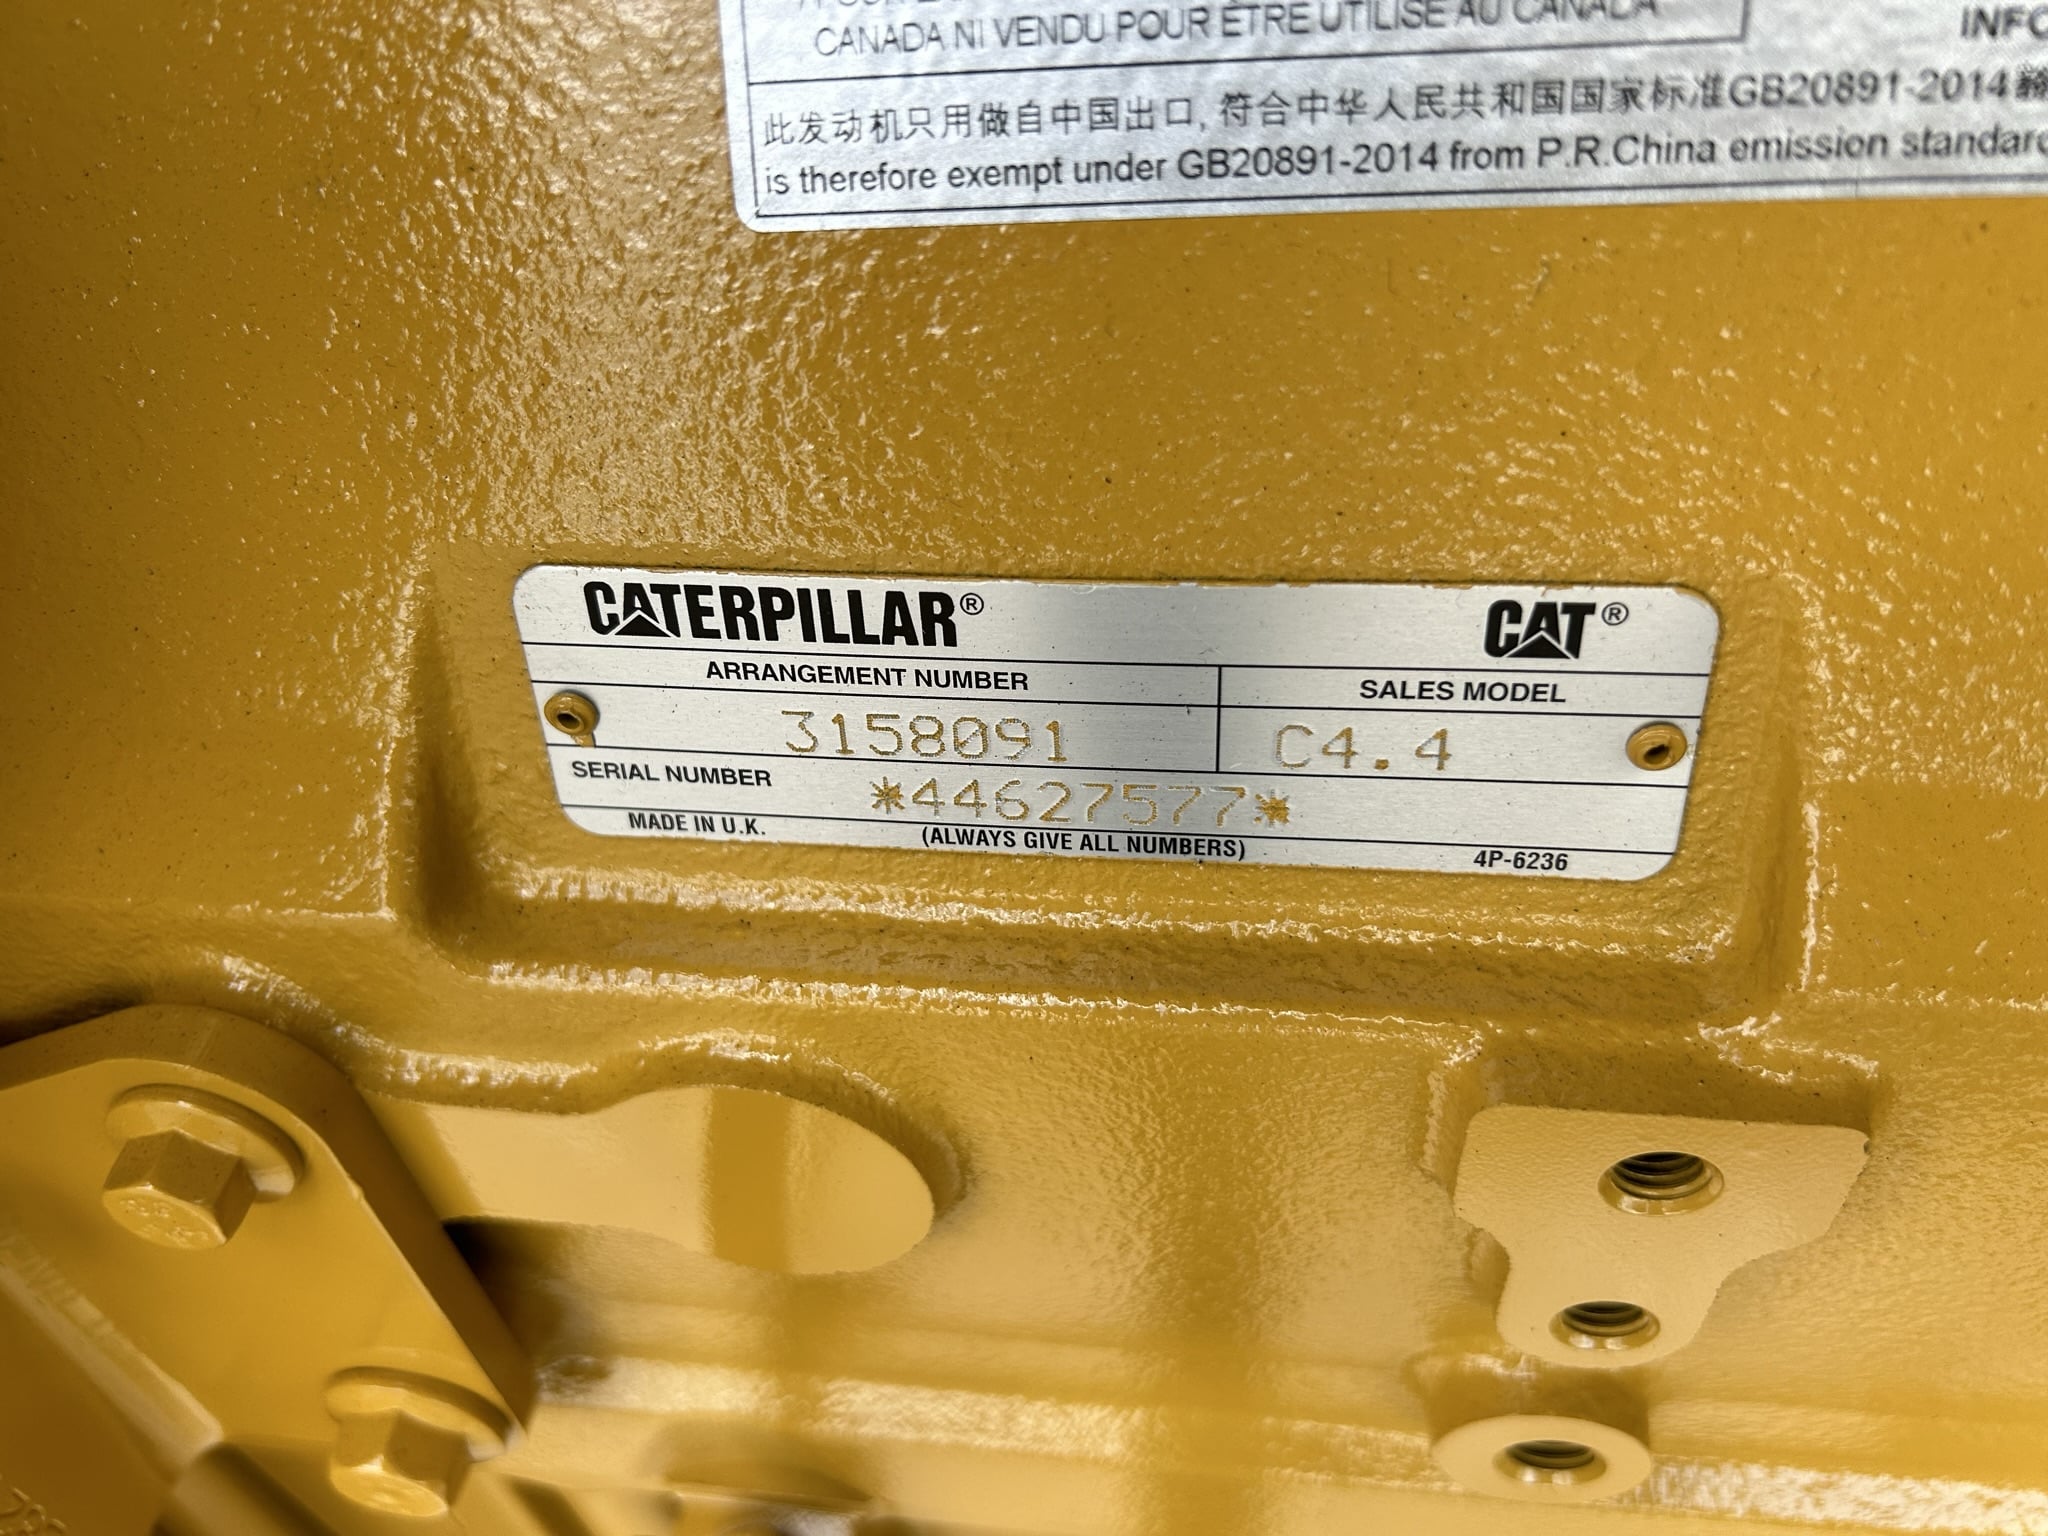 CANADA NI VENDU POUR ÊTRE UTILISÉ AU CANADA
INFO
此发动机只用做自中国出口, 符合中华人民共和国国家标准GB20891-2014
is therefore exempt under GB20891-2014 from P.R.China emission standard
CATERPILLAR® CAT®
ARRANGEMENT NUMBER SALES MODEL
3158091 C4.4
SERIAL NUMBER *44627577*
MADE IN U.K. (ALWAYS GIVE ALL NUMBERS) 4P-6236